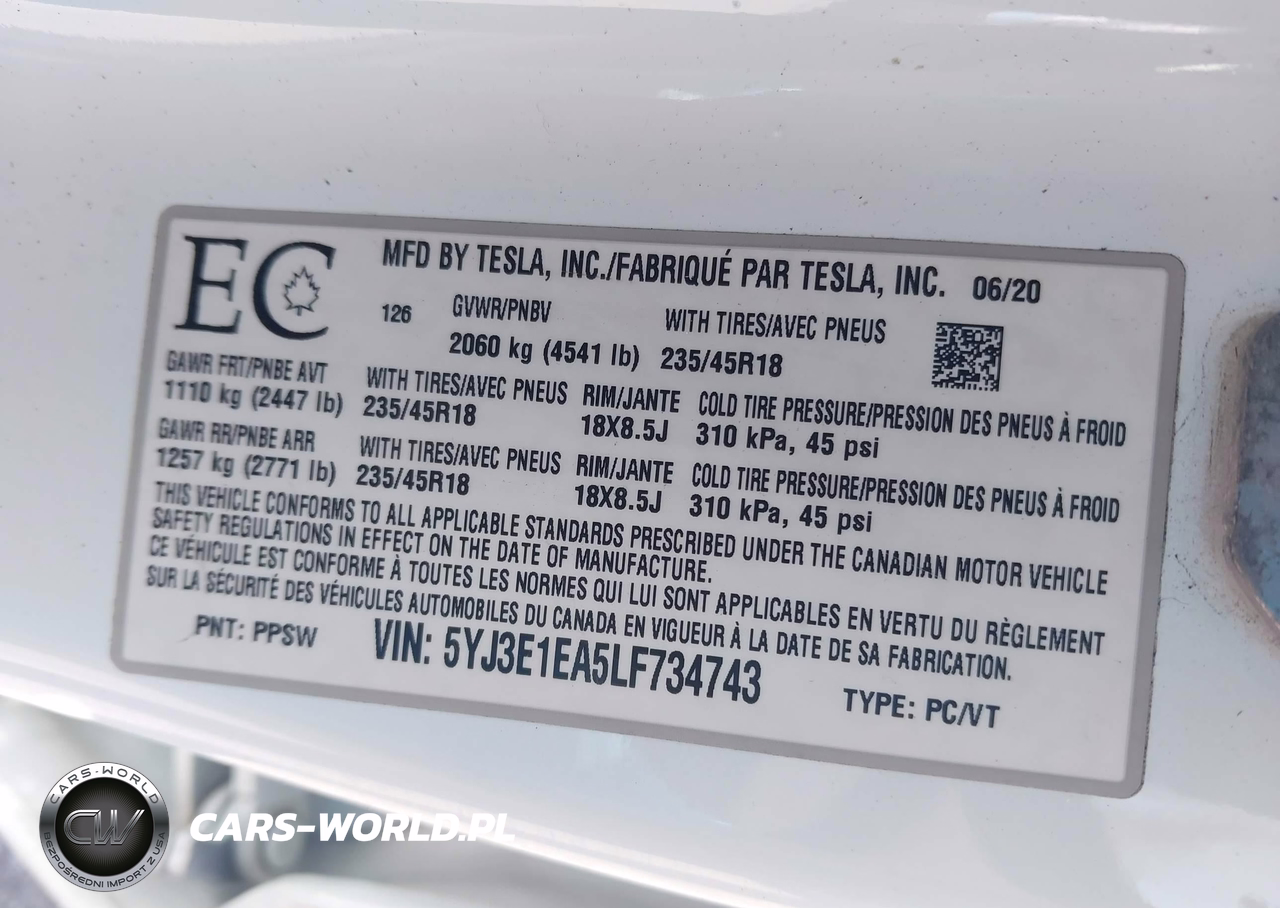 EC
MFD BY TESLA, INC./FABRIQUÉ PAR TESLA, INC. 06/20
126 GVWR/PNBV WITH TIRES/AVEC PNEUS
2060 kg (4541 lb) 235/45R18
GAWR FRT/PNBE AVT WITH TIRES/AVEC PNEUS RIM/JANTE COLD TIRE PRESSURE/PRESSION DES PNEUS À FROID
1110 kg (2447 lb) 235/45R18 18X8.5J 310 kPa, 45 psi
GAWR RR/PNBE ARR WITH TIRES/AVEC PNEUS RIM/JANTE COLD TIRE PRESSURE/PRESSION DES PNEUS À FROID
1257 kg (2771 lb) 235/45R18 18X8.5J 310 kPa, 45 psi
THIS VEHICLE CONFORMS TO ALL APPLICABLE STANDARDS PRESCRIBED UNDER THE CANADIAN MOTOR VEHICLE
SAFETY REGULATIONS IN EFFECT ON THE DATE OF MANUFACTURE.
CE VÉHICULE EST CONFORME À TOUTES LES NORMES QUI LUI SONT APPLICABLES EN VERTU DU RÈGLEMENT
SUR LA SÉCURITÉ DES VÉHICULES AUTOMOBILES DU CANADA EN VIGUEUR À LA DATE DE SA FABRICATION.
PNT: PPSW VIN: 5YJ3E1EA5LF734743 TYPE: PC/VT
CARS-WORLD
CW
BEZPOŚREDNI IMPORT Z USA
CARS-WORLD.PL